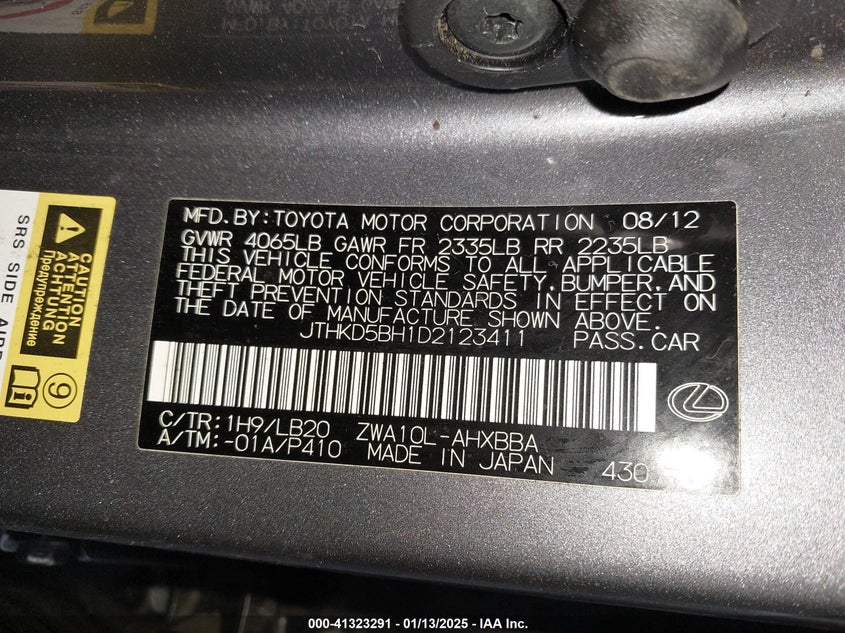 MFD. BY: TOYOTA MOTOR CORPORATION 08/12
GVWR 4065LB GAWR FR 2335LB RR 2235LB
THIS VEHICLE CONFORMS TO ALL APPLICABLE
FEDERAL MOTOR VEHICLE SAFETY, BUMPER, AND
THEFT PREVENTION STANDARDS IN EFFECT ON
THE DATE OF MANUFACTURE SHOWN ABOVE.
JTHKD5BH1D2123411 PASS.CAR
C/TR: 1H9/LB20 ZWA10L-AHXBBA
A/TM: -01A/P410 MADE IN JAPAN 430
CAUTION
ATTENTION
ACHTUNG
Предупреждение
9
SRS SIDE
000-41323291 - 01/13/2025 - IAA Inc.